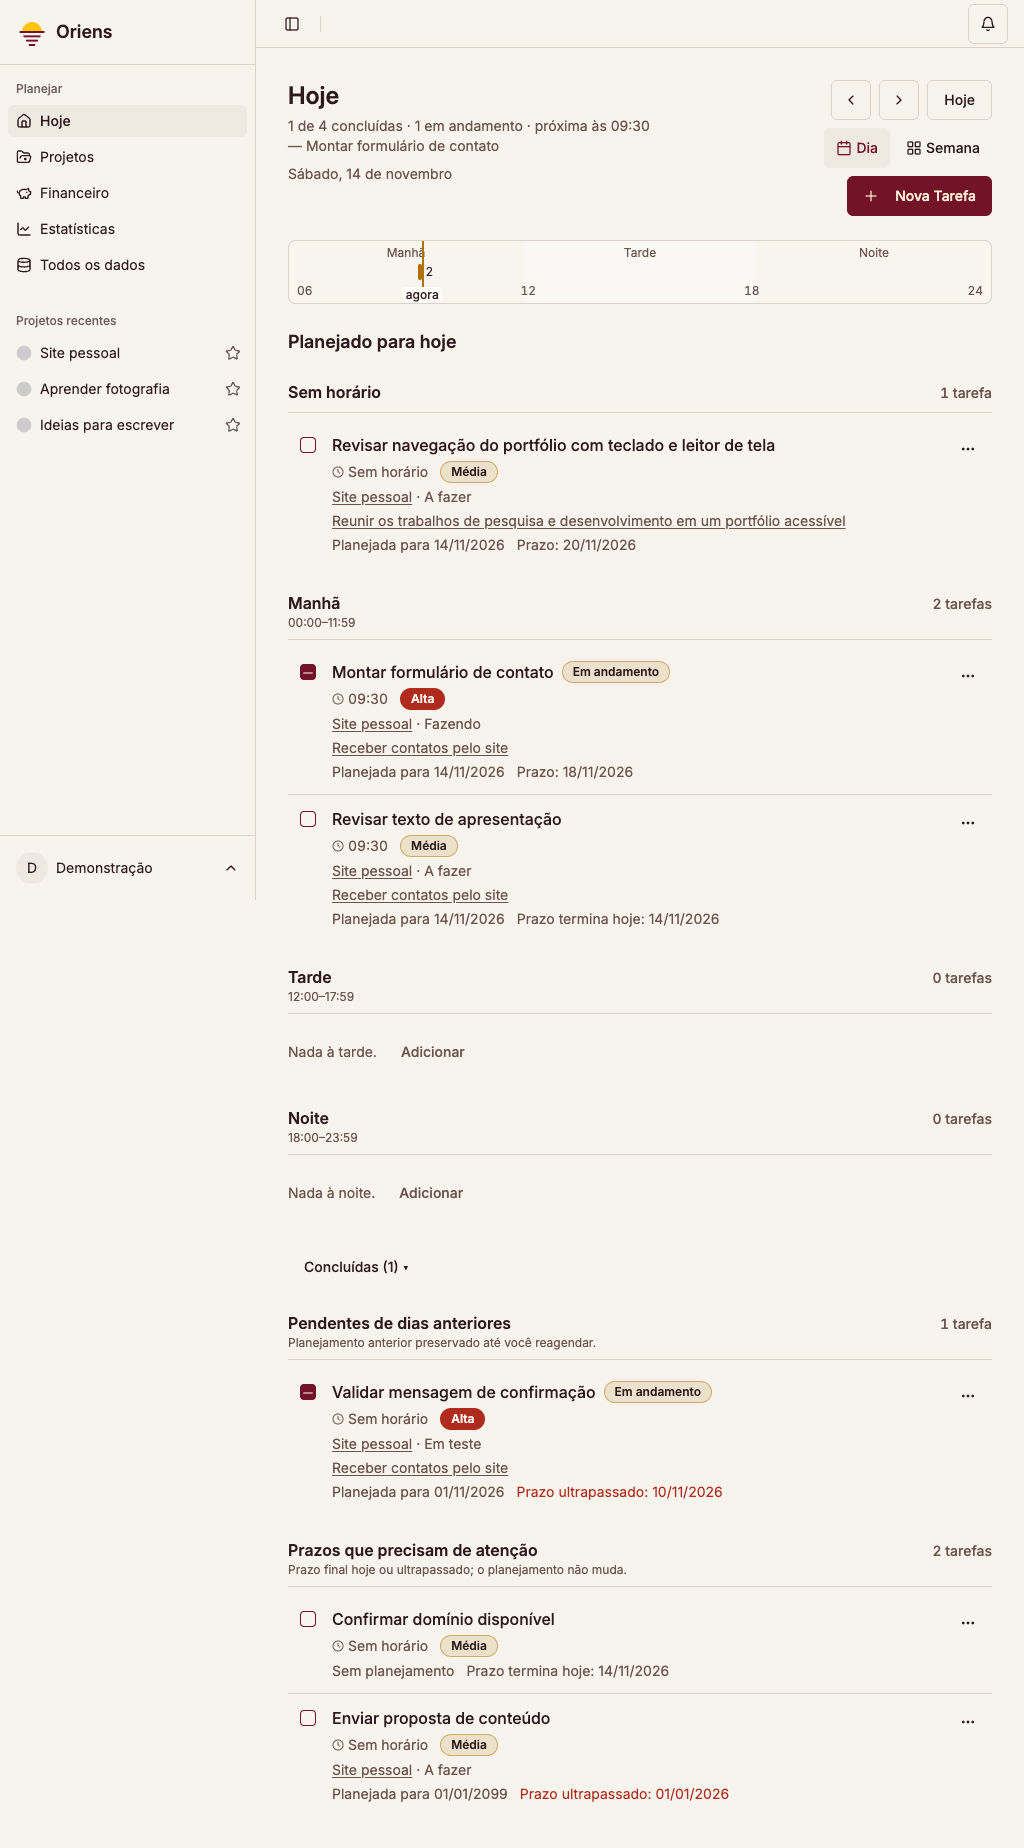 Oriens
Planejar
Hoje
Projetos
Financeiro
Estatísticas
Todos os dados
Projetos recentes
Site pessoal
Aprender fotografia
Ideias para escrever
D
Demonstração
Hoje
1 de 4 concluídas · 1 em andamento · próxima às 09:30
— Montar formulário de contato
Sábado, 14 de novembro
Hoje
Dia
Semana
Nova Tarefa
Manhã
Tarde
Noite
2
06
agora
12
18
24
Planejado para hoje
Sem horário
1 tarefa
Revisar navegação do portfólio com teclado e leitor de tela
Sem horário
Média
Site pessoal · A fazer
Reunir os trabalhos de pesquisa e desenvolvimento em um portfólio acessível
Planejada para 14/11/2026 Prazo: 20/11/2026
Manhã
2 tarefas
00:00–11:59
Montar formulário de contato
Em andamento
09:30
Alta
Site pessoal · Fazendo
Receber contatos pelo site
Planejada para 14/11/2026 Prazo: 18/11/2026
Revisar texto de apresentação
09:30
Média
Site pessoal · A fazer
Receber contatos pelo site
Planejada para 14/11/2026 Prazo termina hoje: 14/11/2026
Tarde
0 tarefas
12:00–17:59
Nada à tarde.
Adicionar
Noite
0 tarefas
18:00–23:59
Nada à noite.
Adicionar
Concluídas (1)
Pendentes de dias anteriores
1 tarefa
Planejamento anterior preservado até você reagendar.
Validar mensagem de confirmação
Em andamento
Sem horário
Alta
Site pessoal · Em teste
Receber contatos pelo site
Planejada para 01/11/2026 Prazo ultrapassado: 10/11/2026
Prazos que precisam de atenção
2 tarefas
Prazo final hoje ou ultrapassado; o planejamento não muda.
Confirmar domínio disponível
Sem horário
Média
Sem planejamento Prazo termina hoje: 14/11/2026
Enviar proposta de conteúdo
Sem horário
Média
Site pessoal · A fazer
Planejada para 01/01/2099 Prazo ultrapassado: 01/01/2026